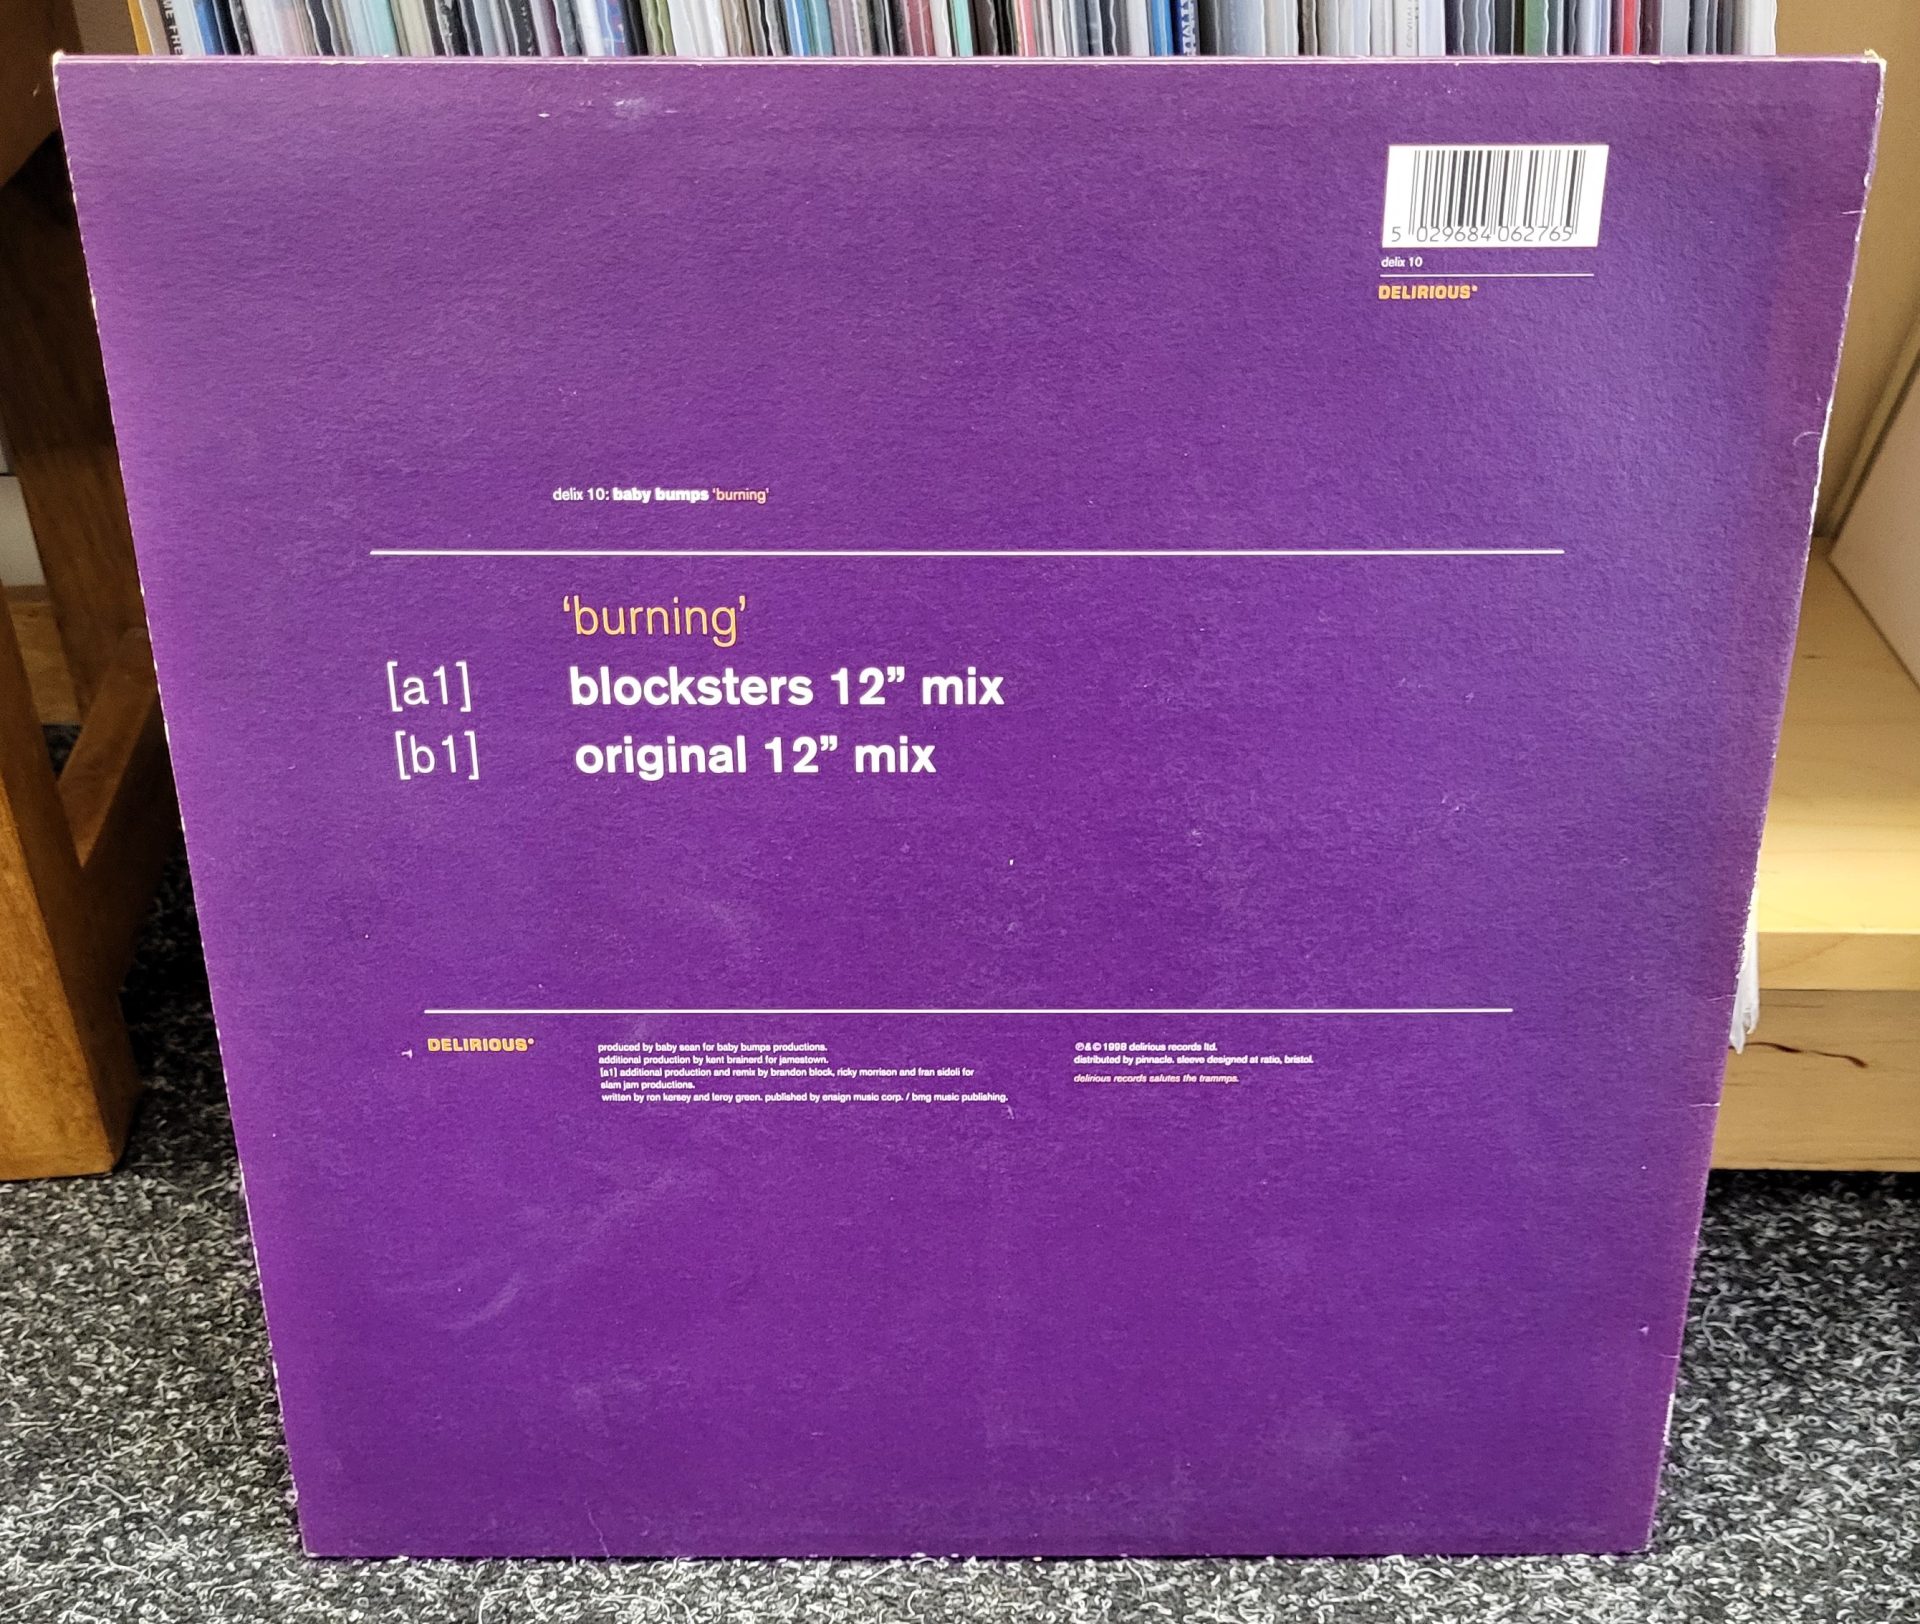 5 029684 062765
delix 10
DELIRIOUS
delix 10: baby bumps 'burning'
'burning'
[a1] blocksters 12” mix
[b1] original 12” mix
DELIRIOUS
produced by baby sean for baby bumps productions.
additional production by kent brainerd for jamestown.
[a1] additional production and remix by brandon block, ricky morrison and fran sidoli for
slam jam productions.
written by ron kersey and leroy green. published by ensign music corp. / bmg music publishing.
℗&©1998 delirious records ltd.
distributed by pinnacle. sleeve designed at ratio, bristol.
delirious records salutes the trammps.